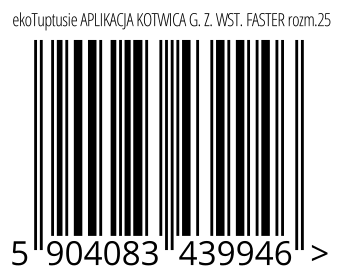 ekoTuptusie APLIKACJA KOTWICA G. Z. WST. FASTER rozm.25
5 904083 439946 >